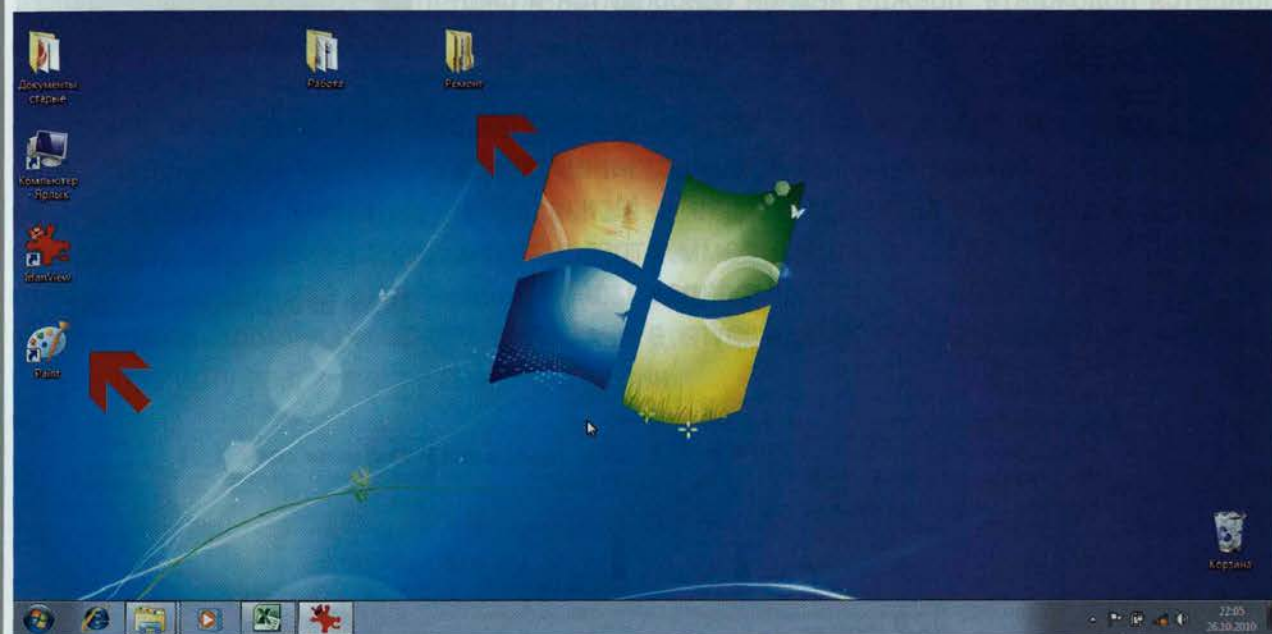 Документы
старые
Работа
Ремонт
Компьютер
- Ярлык
IrfanView
Paint
Корзина
22:05
26.10.2010